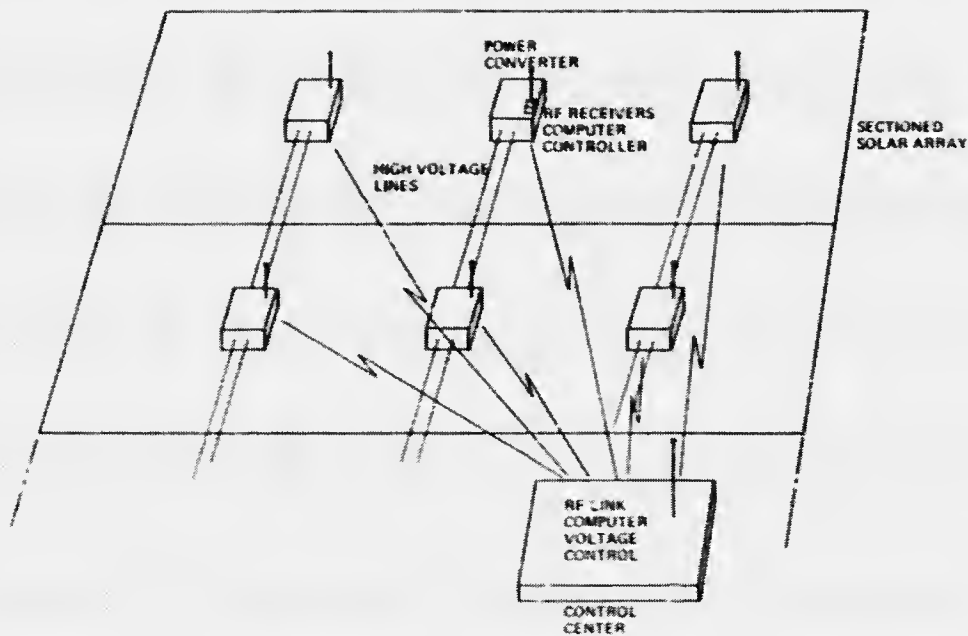 POWER
CONVERTER
RF RECEIVERS
COMPUTER
CONTROLLER
SECTIONED
SOLAR ARRAY
HIGH VOLTAGE
LINES
RF LINK
COMPUTER
VOLTAGE
CONTROL
CONTROL
CENTER